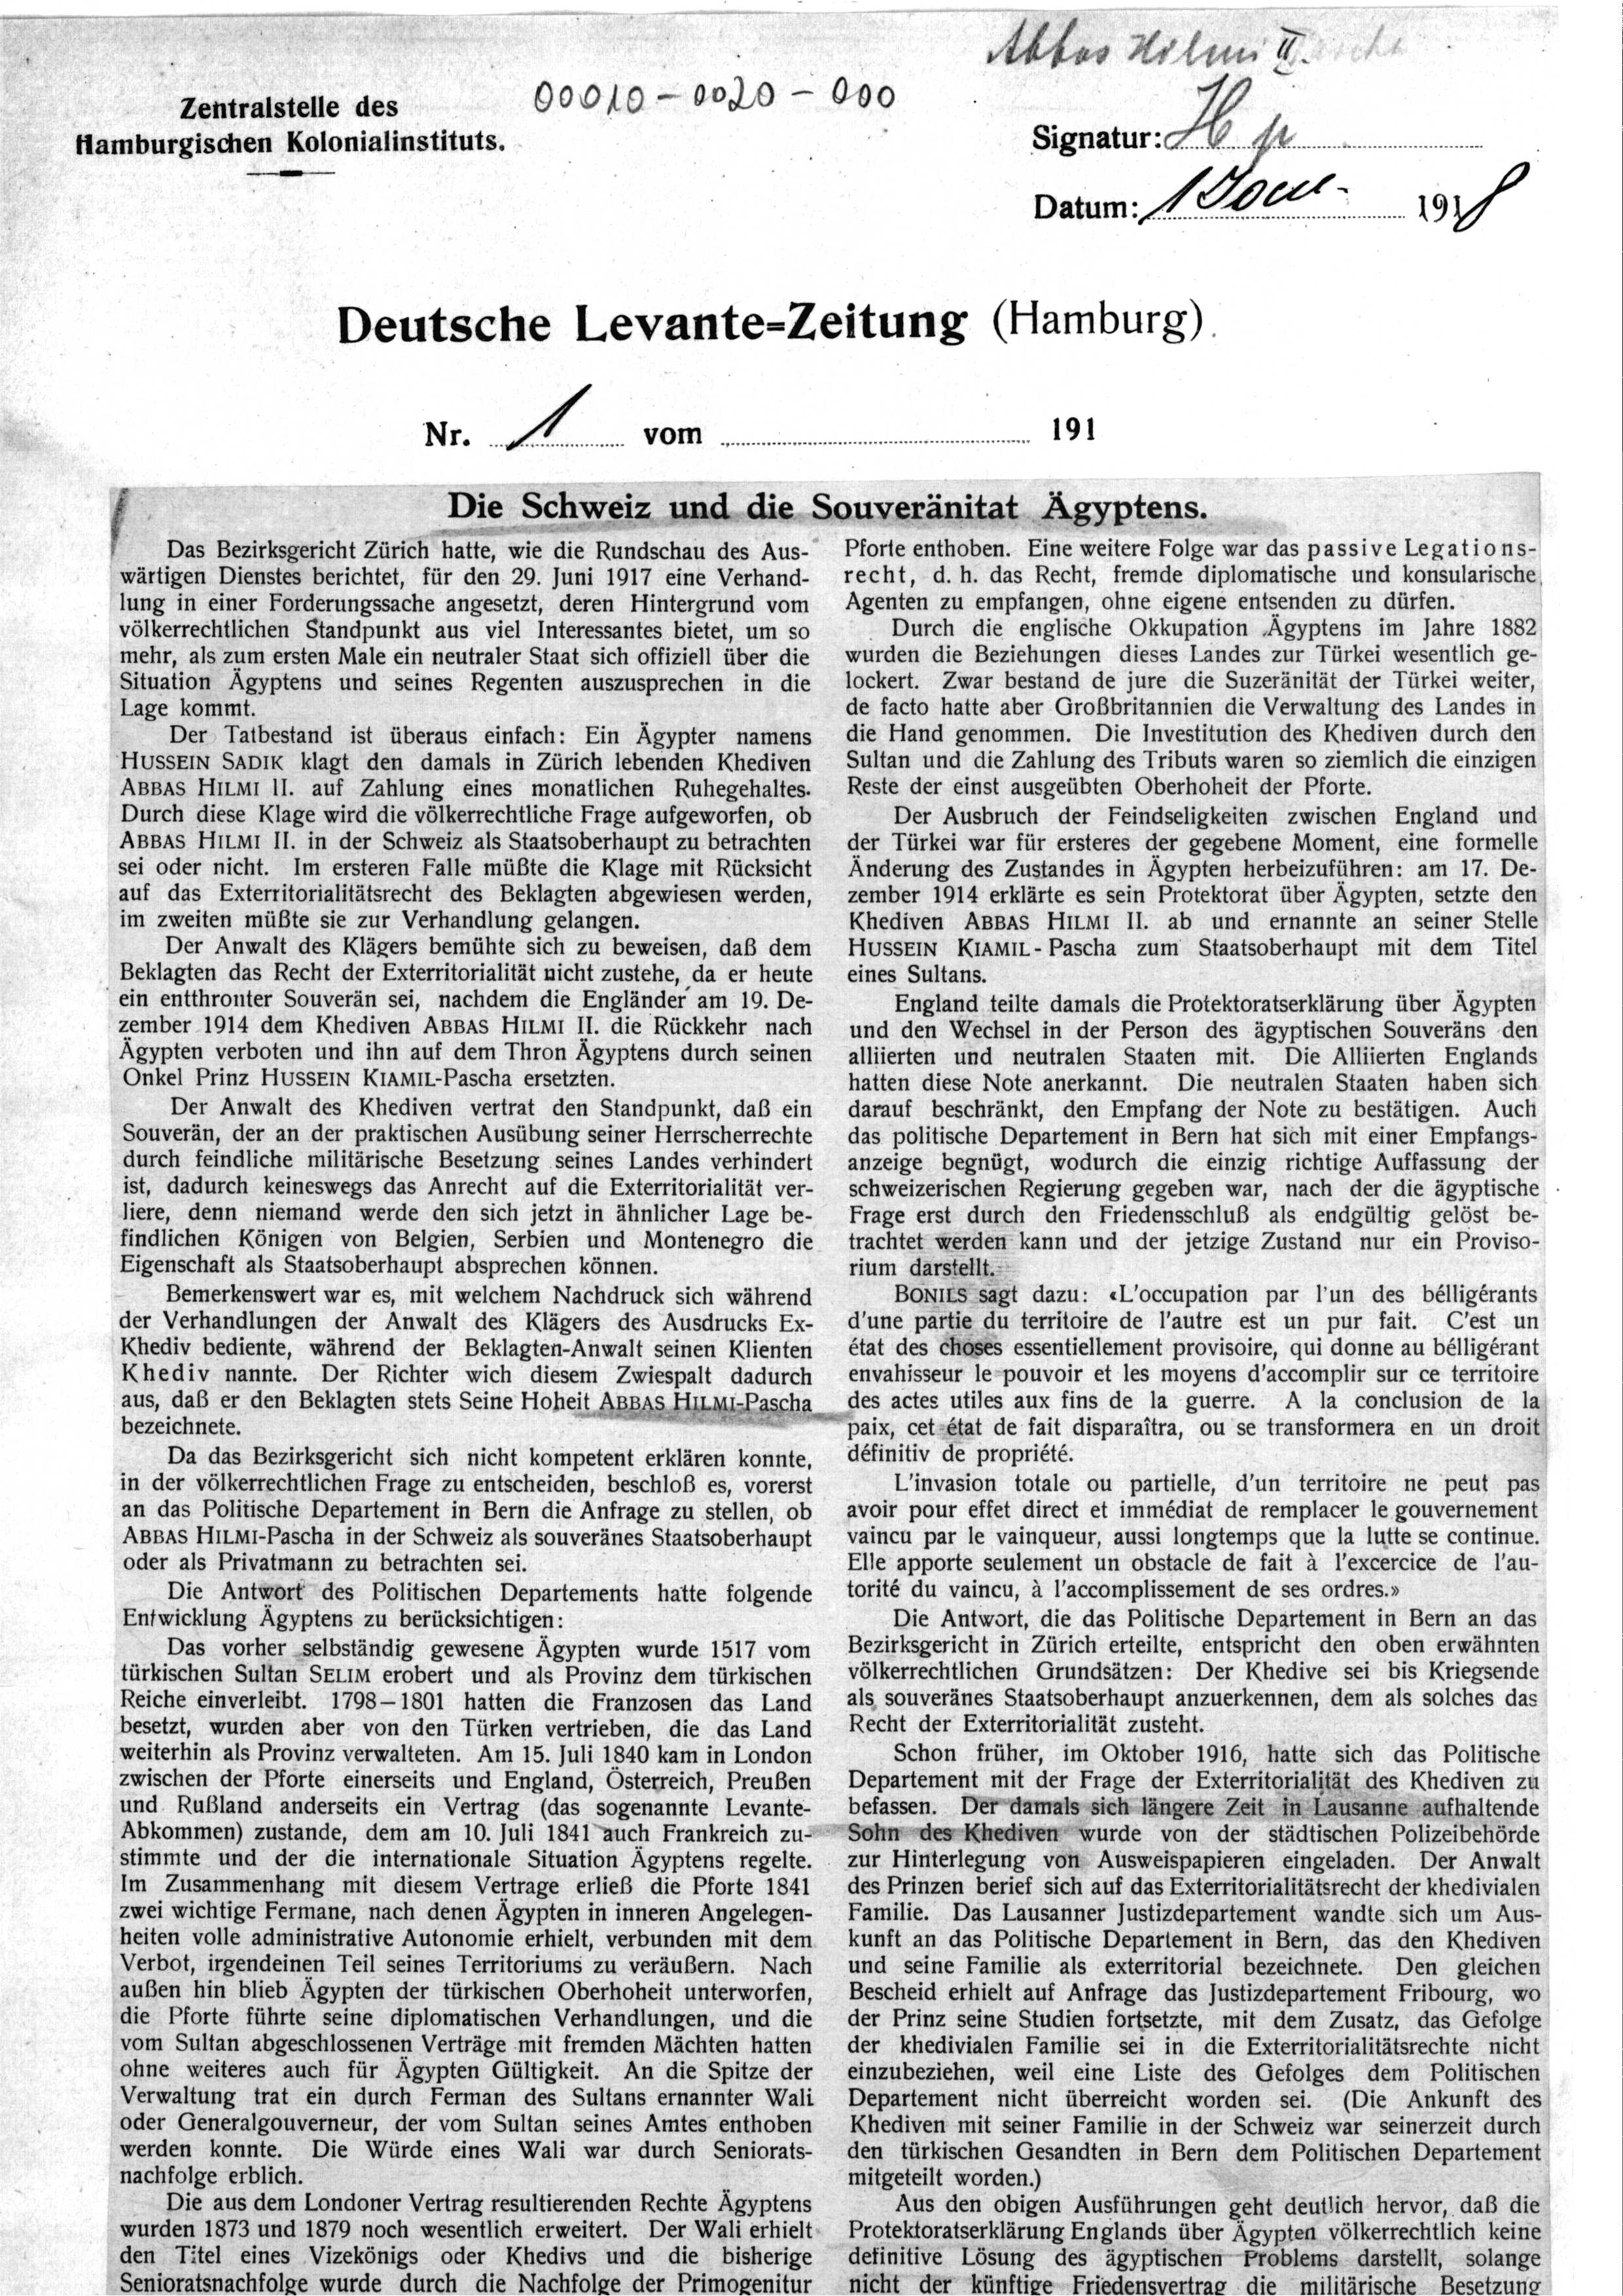 Abbas Hilmi II.
Zentralstelle des
Hamburgischen Kolonialinstituts.
00010-0020-000
Signatur: H p
Datum: 1 Jan. 1918
Deutsche Levante=Zeitung (Hamburg).
Nr. 1 vom 191
Die Schweiz und die Souveränitat Ägyptens.
Das Bezirksgericht Zürich hatte, wie die Rundschau des Aus-
wärtigen Dienstes berichtet, für den 29. Juni 1917 eine Verhand-
lung in einer Forderungssache angesetzt, deren Hintergrund vom
völkerrechtlichen Standpunkt aus viel Interessantes bietet, um so
mehr, als zum ersten Male ein neutraler Staat sich offiziell über die
Situation Ägyptens und seines Regenten auszusprechen in die
Lage kommt.
Der Tatbestand ist überaus einfach: Ein Ägypter namens
HUSSEIN SADIK klagt den damals in Zürich lebenden Khediven
ABBAS HILMI II. auf Zahlung eines monatlichen Ruhegehaltes.
Durch diese Klage wird die völkerrechtliche Frage aufgeworfen, ob
ABBAS HILMI II. in der Schweiz als Staatsoberhaupt zu betrachten
sei oder nicht. Im ersteren Falle müßte die Klage mit Rücksicht
auf das Exterritorialitätsrecht des Beklagten abgewiesen werden,
im zweiten müßte sie zur Verhandlung gelangen.
Der Anwalt des Klägers bemühte sich zu beweisen, daß dem
Beklagten das Recht der Exterritorialität nicht zustehe, da er heute
ein entthronter Souverän sei, nachdem die Engländer am 19. De-
zember 1914 dem Khediven ABBAS HILMI II. die Rückkehr nach
Ägypten verboten und ihn auf dem Thron Ägyptens durch seinen
Onkel Prinz HUSSEIN KIAMIL-Pascha ersetzten.
Der Anwalt des Khediven vertrat den Standpunkt, daß ein
Souverän, der an der praktischen Ausübung seiner Herrscherrechte
durch feindliche militärische Besetzung seines Landes verhindert
ist, dadurch keineswegs das Anrecht auf die Exterritorialität ver-
liere, denn niemand werde den sich jetzt in ähnlicher Lage be-
findlichen Königen von Belgien, Serbien und Montenegro die
Eigenschaft als Staatsoberhaupt absprechen können.
Bemerkenswert war es, mit welchem Nachdruck sich während
der Verhandlungen der Anwalt des Klägers des Ausdrucks Ex-
Khediv bediente, während der Beklagten-Anwalt seinen Klienten
Khediv nannte. Der Richter wich diesem Zwiespalt dadurch
aus, daß er den Beklagten stets Seine Hoheit ABBAS HILMI-Pascha
bezeichnete.
Da das Bezirksgericht sich nicht kompetent erklären konnte,
in der völkerrechtlichen Frage zu entscheiden, beschloß es, vorerst
an das Politische Departement in Bern die Anfrage zu stellen, ob
ABBAS HILMI-Pascha in der Schweiz als souveränes Staatsoberhaupt
oder als Privatmann zu betrachten sei.
Die Antwort des Politischen Departements hatte folgende
Entwicklung Ägyptens zu berücksichtigen:
Das vorher selbständig gewesene Ägypten wurde 1517 vom
türkischen Sultan SELIM erobert und als Provinz dem türkischen
Reiche einverleibt. 1798–1801 hatten die Franzosen das Land
besetzt, wurden aber von den Türken vertrieben, die das Land
weiterhin als Provinz verwalteten. Am 15. Juli 1840 kam in London
zwischen der Pforte einerseits und England, Österreich, Preußen
und Rußland anderseits ein Vertrag (das sogenannte Levante-
Abkommen) zustande, dem am 10. Juli 1841 auch Frankreich zu-
stimmte und der die internationale Situation Ägyptens regelte.
Im Zusammenhang mit diesem Vertrage erließ die Pforte 1841
zwei wichtige Fermane, nach denen Ägypten in inneren Angelegen-
heiten volle administrative Autonomie erhielt, verbunden mit dem
Verbot, irgendeinen Teil seines Territoriums zu veräußern. Nach
außen hin blieb Ägypten der türkischen Oberhoheit unterworfen,
die Pforte führte seine diplomatischen Verhandlungen, und die
vom Sultan abgeschlossenen Verträge mit fremden Mächten hatten
ohne weiteres auch für Ägypten Gültigkeit. An die Spitze der
Verwaltung trat ein durch Ferman des Sultans ernannter Wali
oder Generalgouverneur, der vom Sultan seines Amtes enthoben
werden konnte. Die Würde eines Wali war durch Seniorats-
nachfolge erblich.
Die aus dem Londoner Vertrag resultierenden Rechte Ägyptens
wurden 1873 und 1879 noch wesentlich erweitert. Der Wali erhielt
den Titel eines Vizekönigs oder Khedivs und die bisherige
Senioratsnachfolge wurde durch die Nachfolge der Primogenitur
Pforte enthoben. Eine weitere Folge war das passive Legations-
recht, d. h. das Recht, fremde diplomatische und konsularische
Agenten zu empfangen, ohne eigene entsenden zu dürfen.
Durch die englische Okkupation Ägyptens im Jahre 1882
wurden die Beziehungen dieses Landes zur Türkei wesentlich ge-
lockert. Zwar bestand de jure die Suzeränität der Türkei weiter,
de facto hatte aber Großbritannien die Verwaltung des Landes in
die Hand genommen. Die Investitution des Khediven durch den
Sultan und die Zahlung des Tributs waren so ziemlich die einzigen
Reste der einst ausgeübten Oberhoheit der Pforte.
Der Ausbruch der Feindseligkeiten zwischen England und
der Türkei war für ersteres der gegebene Moment, eine formelle
Änderung des Zustandes in Ägypten herbeizuführen: am 17. De-
zember 1914 erklärte es sein Protektorat über Ägypten, setzte den
Khediven ABBAS HILMI II. ab und ernannte an seiner Stelle
HUSSEIN KIAMIL-Pascha zum Staatsoberhaupt mit dem Titel
eines Sultans.
England teilte damals die Protektoratserklärung über Ägypten
und den Wechsel in der Person des ägyptischen Souveräns den
alliierten und neutralen Staaten mit. Die Alliierten Englands
hatten diese Note anerkannt. Die neutralen Staaten haben sich
darauf beschränkt, den Empfang der Note zu bestätigen. Auch
das politische Departement in Bern hat sich mit einer Empfangs-
anzeige begnügt, wodurch die einzig richtige Auffassung der
schweizerischen Regierung gegeben war, nach der die ägyptische
Frage erst durch den Friedensschluß als endgültig gelöst be-
trachtet werden kann und der jetzige Zustand nur ein Proviso-
rium darstellt.
BONILS sagt dazu: «L'occupation par l'un des bélligérants
d'une partie du territoire de l'autre est un pur fait. C'est un
état des choses essentiellement provisoire, qui donne au bélligérant
envahisseur le pouvoir et les moyens d'accomplir sur ce territoire
des actes utiles aux fins de la guerre. A la conclusion de la
paix, cet état de fait disparaîtra, ou se transformera en un droit
définitiv de propriété.
L'invasion totale ou partielle, d'un territoire ne peut pas
avoir pour effet direct et immédiat de remplacer le gouvernement
vaincu par le vainqueur, aussi longtemps que la lutte se continue.
Elle apporte seulement un obstacle de fait à l'excercice de l'au-
torité du vaincu, à l'accomplissement de ses ordres.»
Die Antwort, die das Politische Departement in Bern an das
Bezirksgericht in Zürich erteilte, entspricht den oben erwähnten
völkerrechtlichen Grundsätzen: Der Khedive sei bis Kriegsende
als souveränes Staatsoberhaupt anzuerkennen, dem als solches das
Recht der Exterritorialität zusteht.
Schon früher, im Oktober 1916, hatte sich das Politische
Departement mit der Frage der Exterritorialität des Khediven zu
befassen. Der damals sich längere Zeit in Lausanne aufhaltende
Sohn des Khediven wurde von der städtischen Polizeibehörde
zur Hinterlegung von Ausweispapieren eingeladen. Der Anwalt
des Prinzen berief sich auf das Exterritorialitätsrecht der khedivialen
Familie. Das Lausanner Justizdepartement wandte sich um Aus-
kunft an das Politische Departement in Bern, das den Khediven
und seine Familie als exterritorial bezeichnete. Den gleichen
Bescheid erhielt auf Anfrage das Justizdepartement Fribourg, wo
der Prinz seine Studien fortsetzte, mit dem Zusatz, das Gefolge
der khedivialen Familie sei in die Exterritorialitätsrechte nicht
einzubeziehen, weil eine Liste des Gefolges dem Politischen
Departement nicht überreicht worden sei. (Die Ankunft des
Khediven mit seiner Familie in der Schweiz war seinerzeit durch
den türkischen Gesandten in Bern dem Politischen Departement
mitgeteilt worden.)
Aus den obigen Ausführungen geht deutlich hervor, daß die
Protektoratserklärung Englands über Ägypten völkerrechtlich keine
definitive Lösung des ägyptischen Problems darstellt, solange
nicht der künftige Friedensvertrag die militärische Besetzung